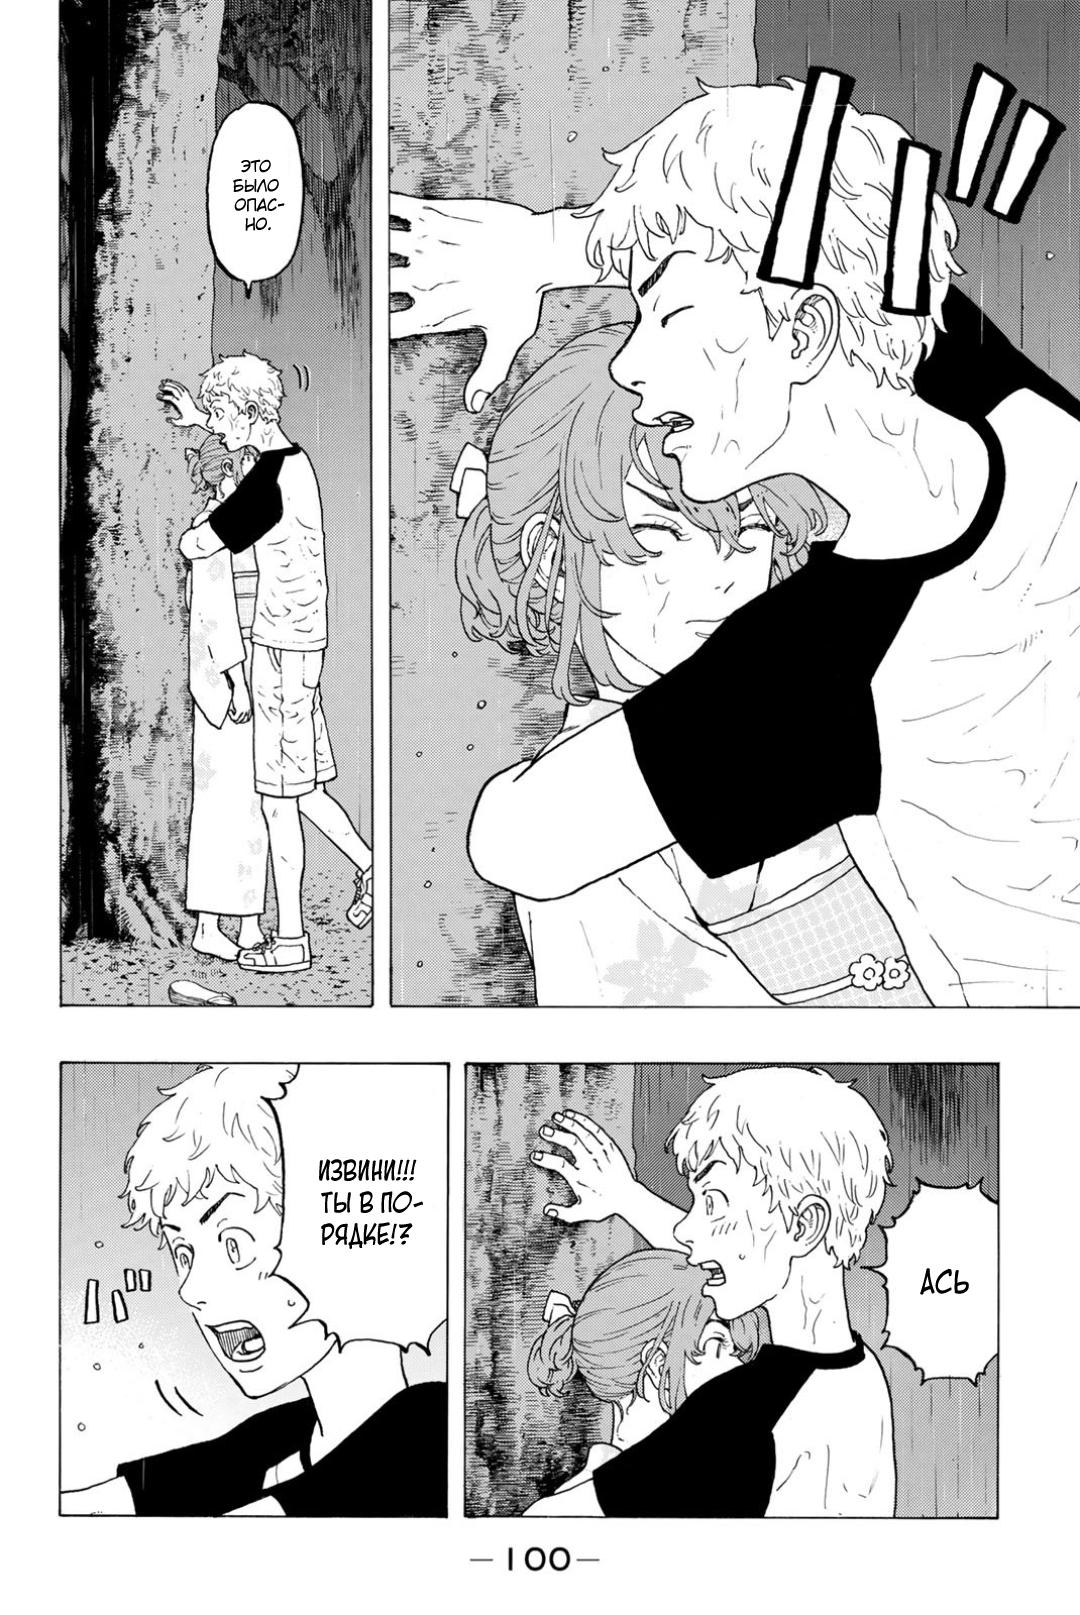 ЭТО
БЫЛО
ОПАС-
НО.
АСЬ
ИЗВИНИ!!!
ТЫ В ПО-
РЯДКЕ!?
—100—